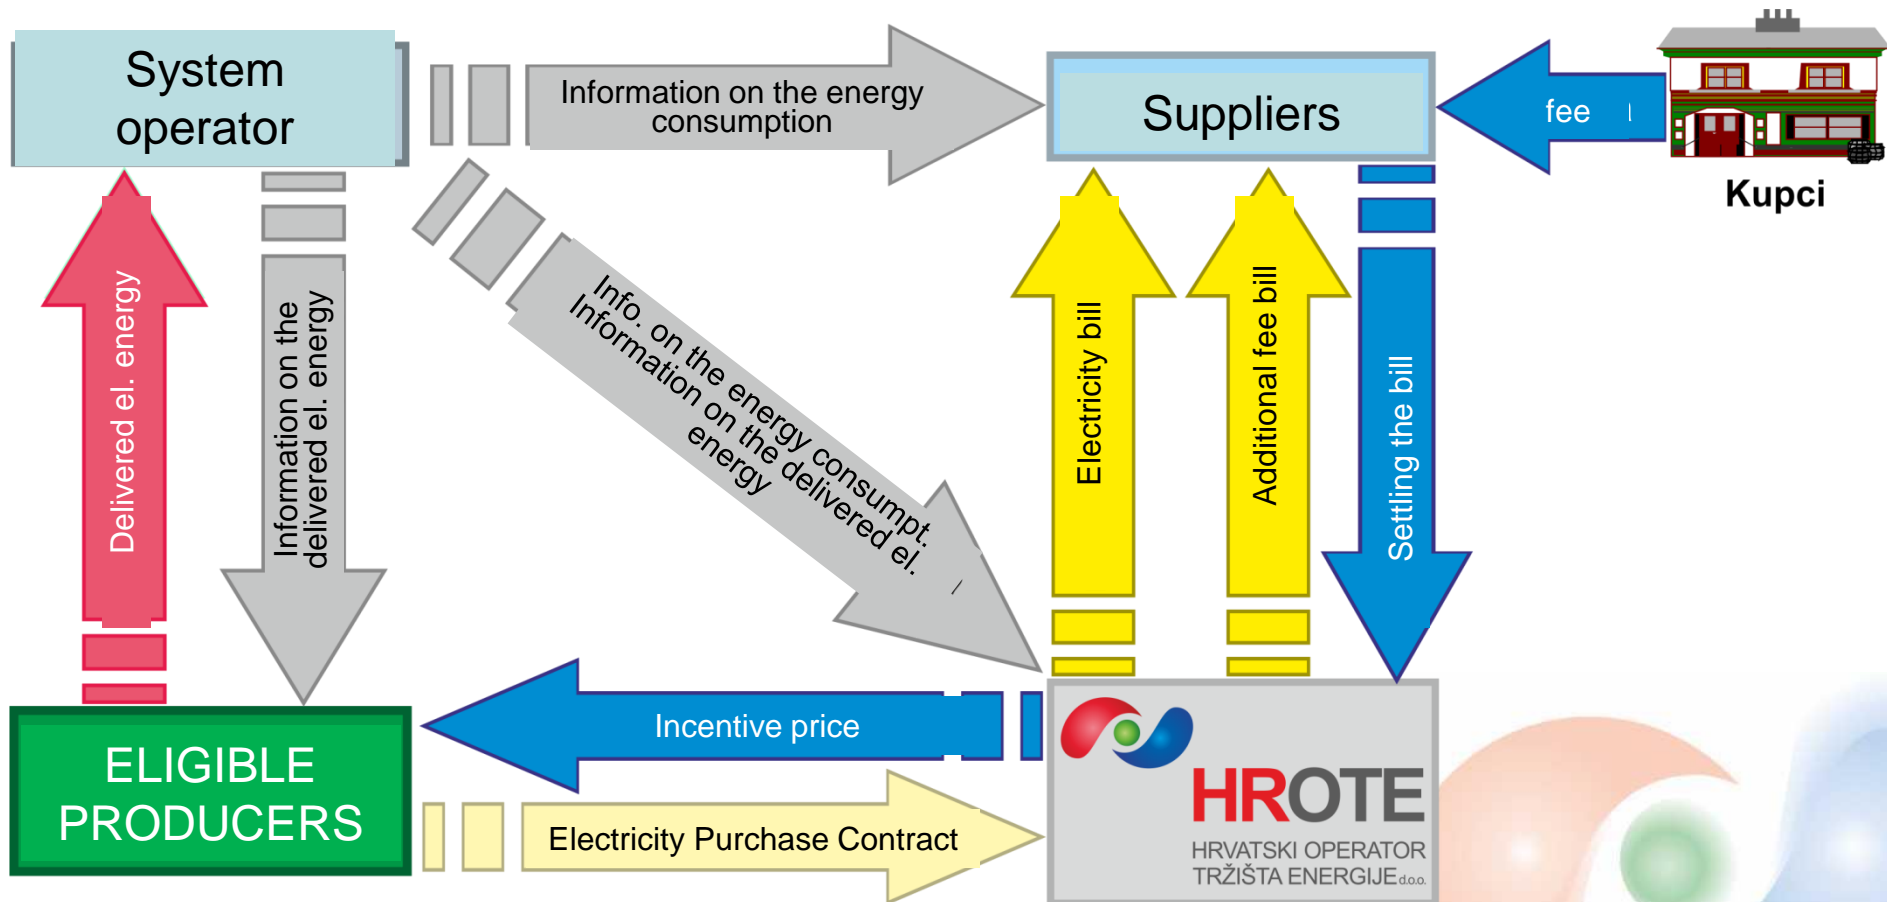 System
operator
Information on the energy
consumption
Suppliers
fee
Kupci
Delivered el. energy
Information on the
delivered el. energy
Info. on the energy consumpt.
Information on the delivered el.
energy
Electricity bill
Additional fee bill
Settling the bill
Incentive price
ELIGIBLE
PRODUCERS
Electricity Purchase Contract
HROTE
HRVATSKI OPERATOR
TRŽIŠTA ENERGIJE d.o.o.